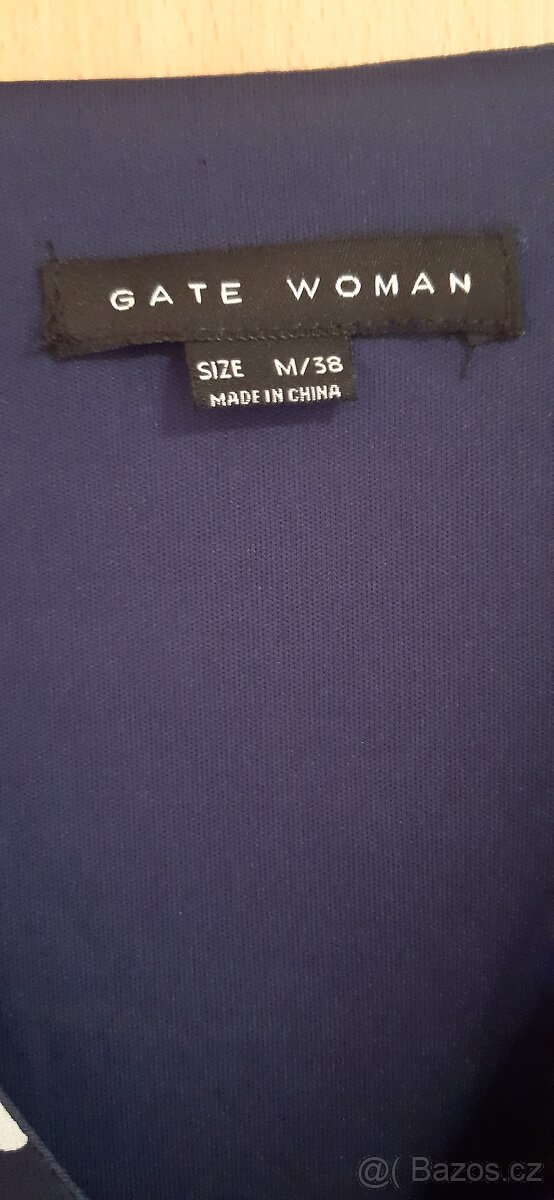 GATE WOMAN
SIZE M/38
MADE IN CHINA
@( Bazos.cz